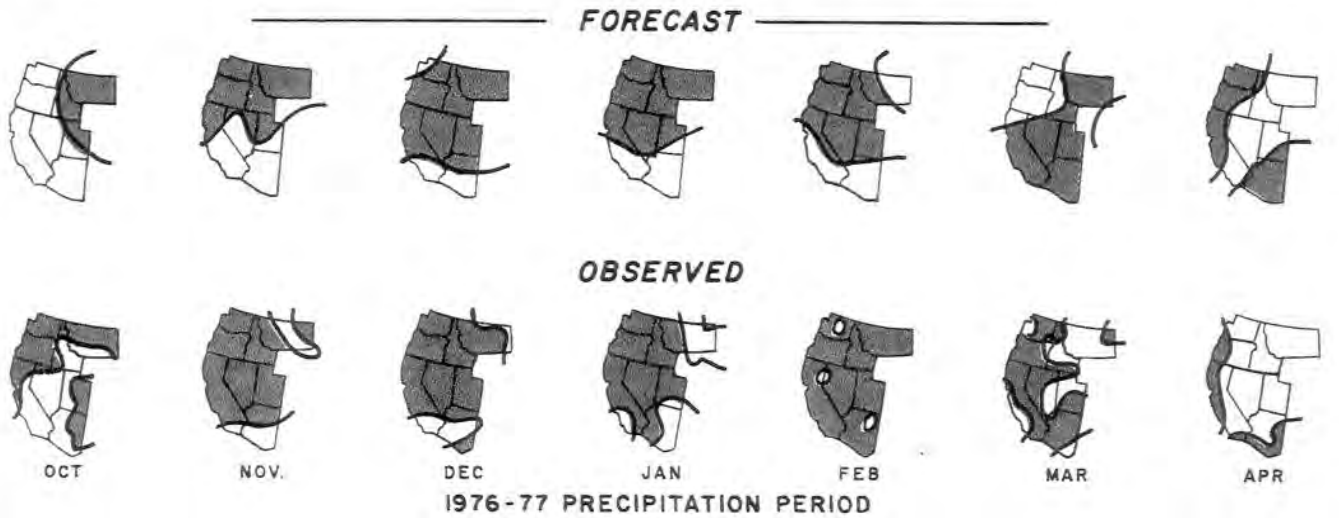 FORECAST
OBSERVED
OCT NOV. DEC JAN FEB MAR APR
1976-77 PRECIPITATION PERIOD